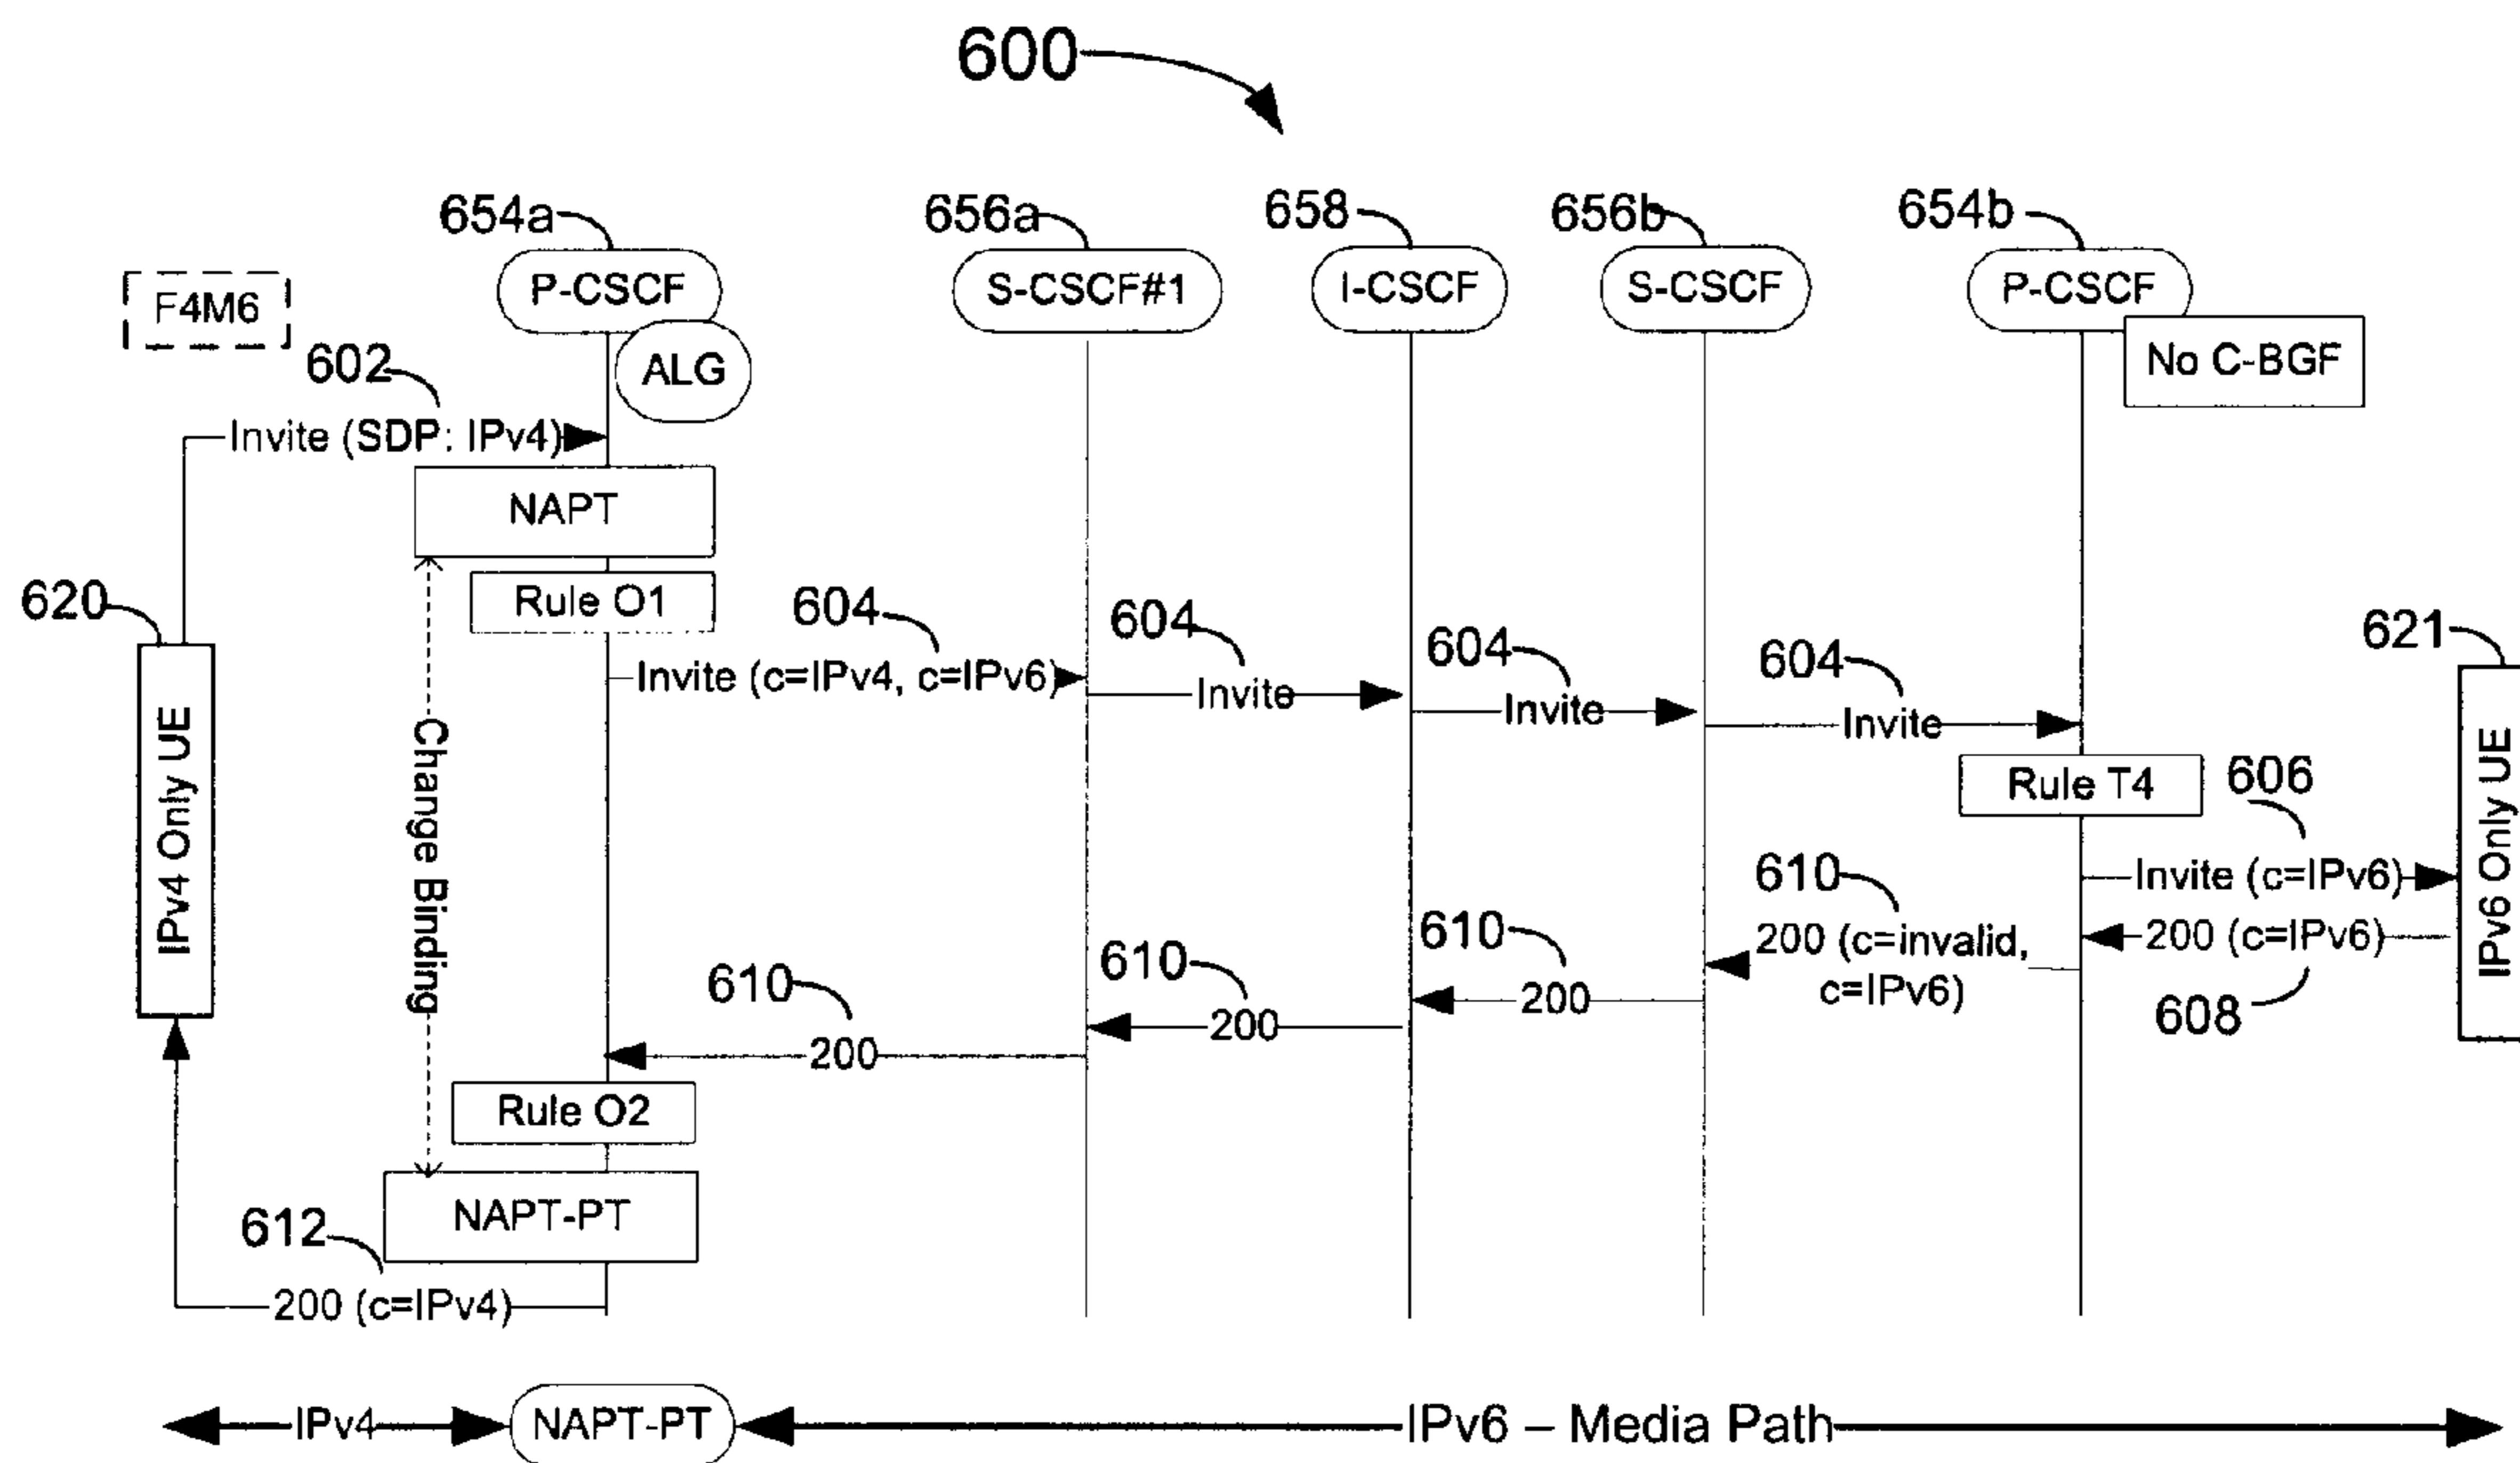 600
654a
656a
658
656b
654b
F4M6
P-CSCF
S-CSCF#1
I-CSCF
S-CSCF
P-CSCF
ALG
No C-BGF
602
Invite (SDP: IPv4)
NAPT
Rule O1
620
604
604
604
604
621
Invite (c=IPv4, c=IPv6)
Invite
Invite
Invite
IPv4 Only UE
Change Binding
Rule T4
606
IPv6 Only UE
Invite (c=IPv6)
610
200 (c=invalid,
c=IPv6)
200 (c=IPv6)
608
610
200
610
200
610
200
Rule O2
NAPT-PT
612
200 (c=IPv4)
IPv4
NAPT-PT
IPv6 – Media Path